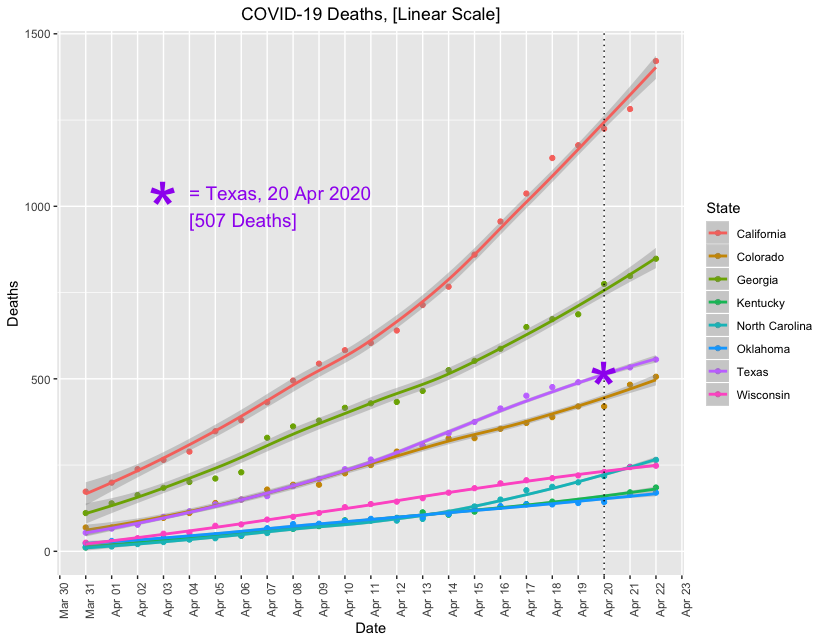 COVID-19 Deaths, [Linear Scale]
1500
1000
500
0
Deaths
* = Texas, 20 Apr 2020
[507 Deaths]
*
Mar 30
Mar 31
Apr 01
Apr 02
Apr 03
Apr 04
Apr 05
Apr 06
Apr 07
Apr 08
Apr 09
Apr 10
Apr 11
Apr 12
Apr 13
Apr 14
Apr 15
Apr 16
Apr 17
Apr 18
Apr 19
Apr 20
Apr 21
Apr 22
Apr 23
Date
State
California
Colorado
Georgia
Kentucky
North Carolina
Oklahoma
Texas
Wisconsin